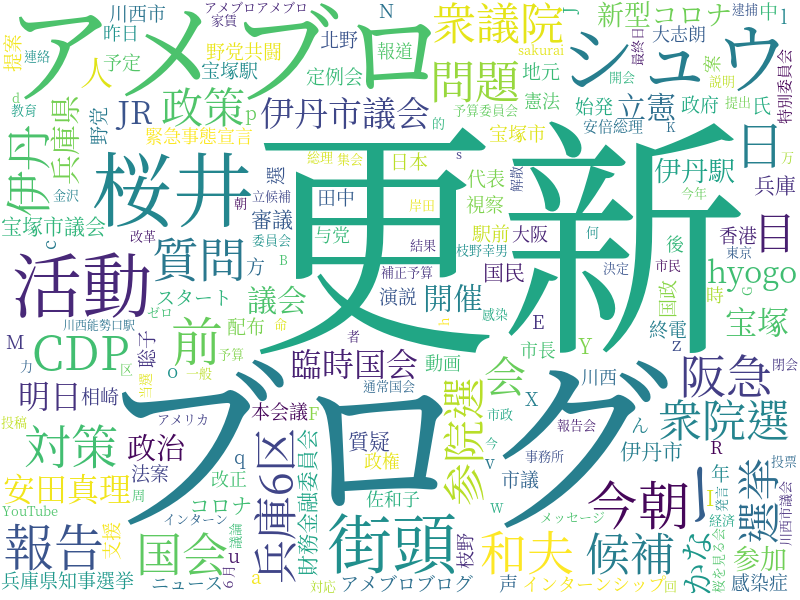 川西市
アメブロアメブロ
家賃
N
衆議院
新型コロナ
J
逮捕
中
l
アメブロ
シュウ
提案
昨日
人
予定
野党共闘
宝塚駅
北野
報道
定例会
問題
sakurai
地元
大志朗
開会
案
最終日
説明
特別委員会
a
教育
兵庫県
野党
JR
政策
p
伊丹市議会
予算委員会
憲法
的
始発
立憲
政府
提出
氏
緊急事態宣言
宝塚市
安倍総理
K
日
伊丹
桜井
更新
総理
集会
日本
s
代表
視察
解散
伊丹駅
万
今年
兵庫
金沢
朝
立候補
選
田中
岸田
宝塚市議会
c
改革
委員会
審議
与党
駅前
大阪
何
後
香港
東京
目
活動
質問
方
B
結果
枝野幸男
補正予算
国民
決定
市民
国政
時
G
hyogo
スタート
議会
演説
開催
感染
終電
宝塚
ゼロ
命
川西能勢口駅
CDP
前
配布
臨時国会
h
者
E
市長
Y
z
M
力
区
予算
o
聡子
動画
川西
阪急
閉会
明日
相崎
当選
一般
本会議
通常国会
参院選
会
X
衆院選
投稿
アメリカ
F
市政
今
ん
対策
政治
q
兵庫6区
財務金融委員会
質疑
政権
v
事務所
報告会
市議
伊丹市
R
年
投票
選挙
川西市議会
安田真理
法案
周
改正
コロナ
佐和子
W
メッセージ
今朝
I
発言
経済
YouTube
報告
支援
インターン
国会
u
議論
街頭
枝野
和夫
候補
かな
桜を見る会
参加
兵庫県知事選挙
ニュース
6月
a
対応
アメブロブログ
声
インターンシップ
回
感染症
ブログ